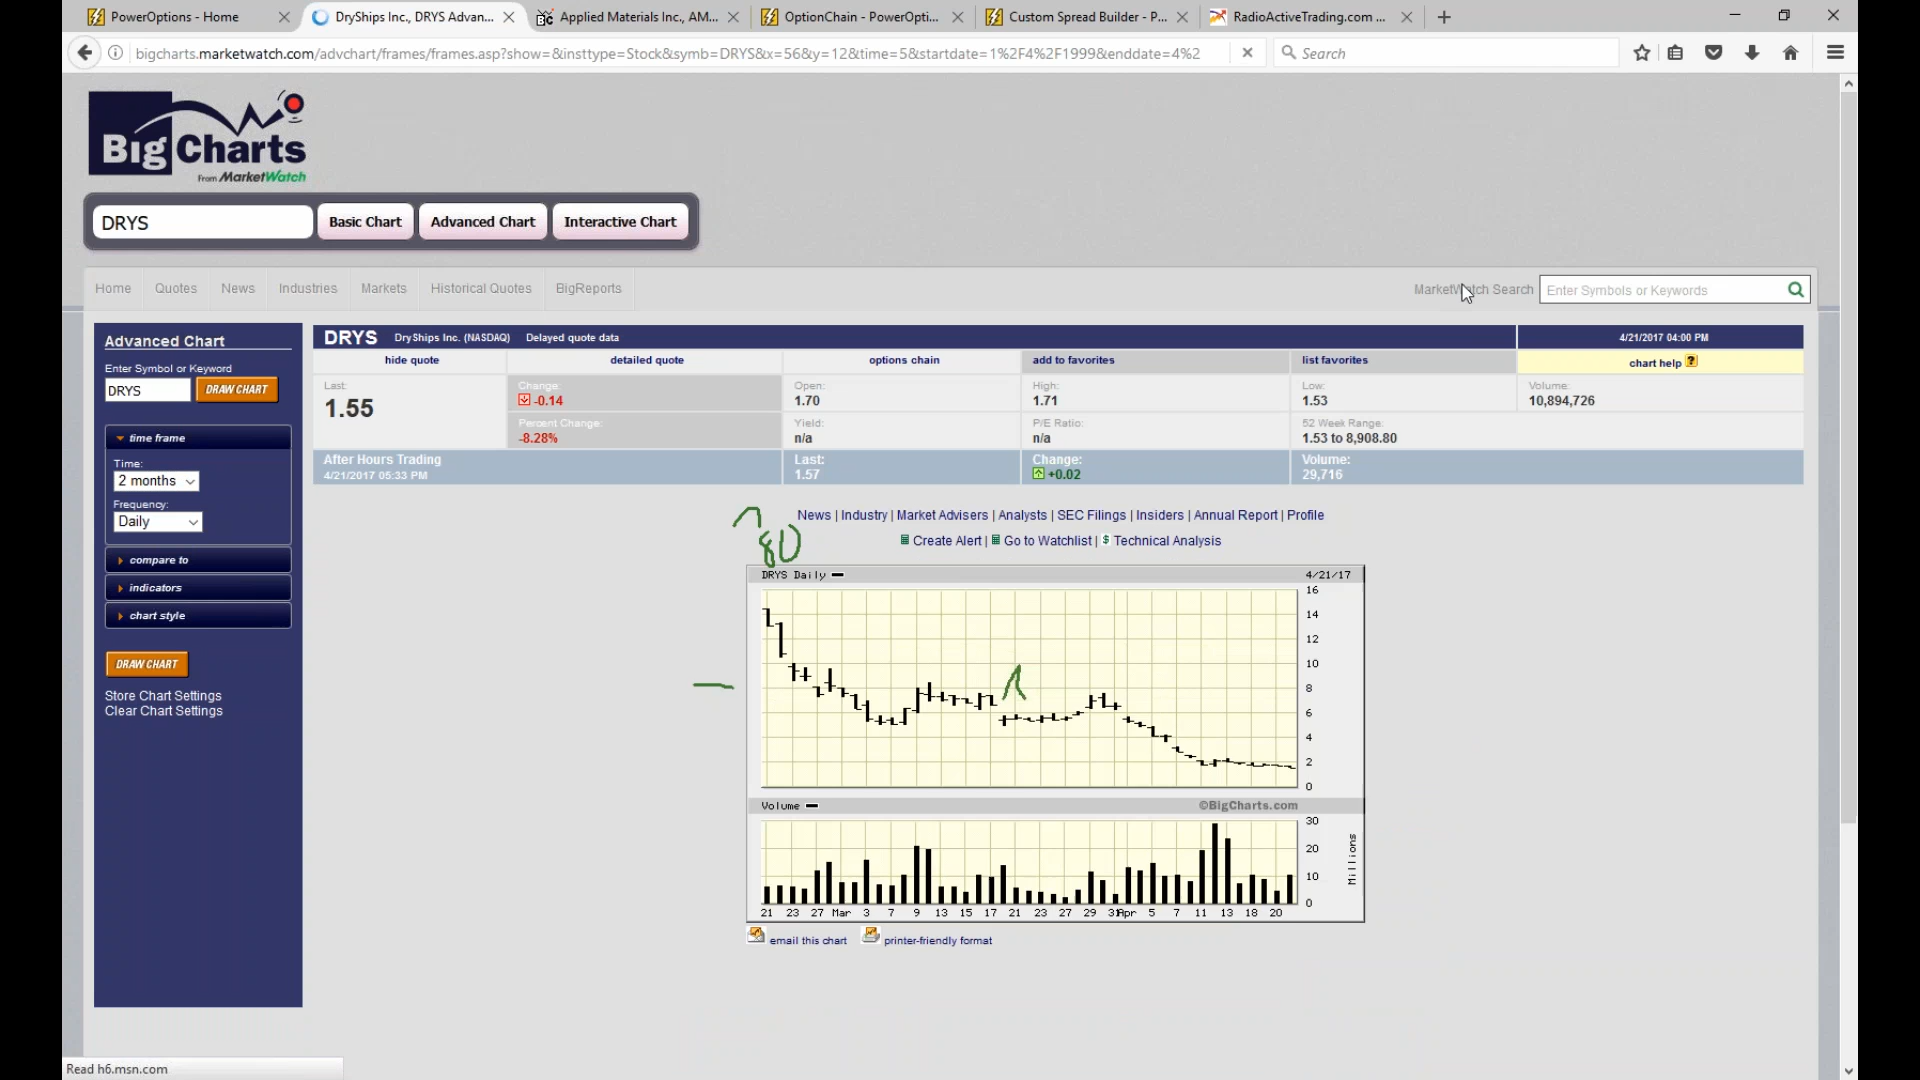 PowerOptions - Home
DryShips Inc., DRYS Advan...
Applied Materials Inc., AM...
OptionChain - PowerOpti...
Custom Spread Builder - P...
RadioActiveTrading.com ...
bigcharts.marketwatch.com/advchart/frames/frames.asp?show=&insttype=Stock&symb=DRYS&x=56&y=12&time=5&startdate=1%2F4%2F1999&enddate=4%2
Search
BigCharts
From MarketWatch
DRYS Basic Chart Advanced Chart Interactive Chart
Home Quotes News Industries Markets Historical Quotes BigReports
MarketWatch Search Enter Symbols or Keywords
Advanced Chart
Enter Symbol or Keyword
DRYS DRAW CHART
time frame
Time:
2 months
Frequency:
Daily
compare to
indicators
chart style
DRAW CHART
Store Chart Settings
Clear Chart Settings
DRYS DryShips Inc. (NASDAQ) Delayed quote data 4/21/2017 04:00 PM
hide quote detailed quote options chain add to favorites list favorites chart help ?
Last: Change: Open: High: Low: Volume:
1.55 -0.14 1.70 1.71 1.53 10,894,726
Percent Change: Yield: P/E Ratio: 52 Week Range:
-8.28% n/a n/a 1.53 to 8,908.80
After Hours Trading Last: Change: Volume:
4/21/2017 05:33 PM 1.57 +0.02 29,716
News | Industry | Market Advisers | Analysts | SEC Filings | Insiders | Annual Report | Profile
Create Alert | Go to Watchlist | $ Technical Analysis
80
DRYS Daily 4/21/17
16
14
12
10
8
6
4
2
0
Volume ©BigCharts.com
30
20
10
0
Millions
21 23 27 Mar 3 7 9 13 15 17 21 23 27 29 31Apr 5 7 11 13 18 20
email this chart printer-friendly format
Read h6.msn.com